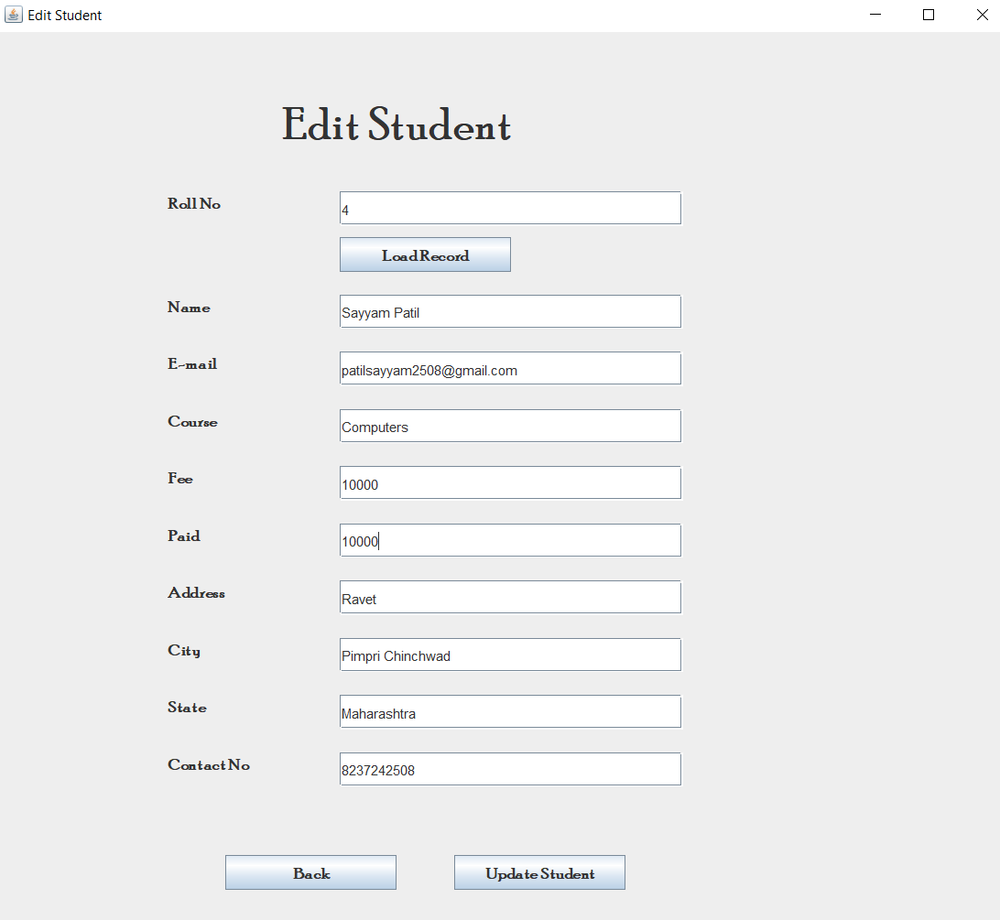 Edit Student
Edit Student
Roll No 4
Load Record
Name Sayyam Patil
E-mail patilsayyam2508@gmail.com
Course Computers
Fee 10000
Paid 10000
Address Ravet
City Pimpri Chinchwad
State Maharashtra
Contact No 8237242508
Back Update Student